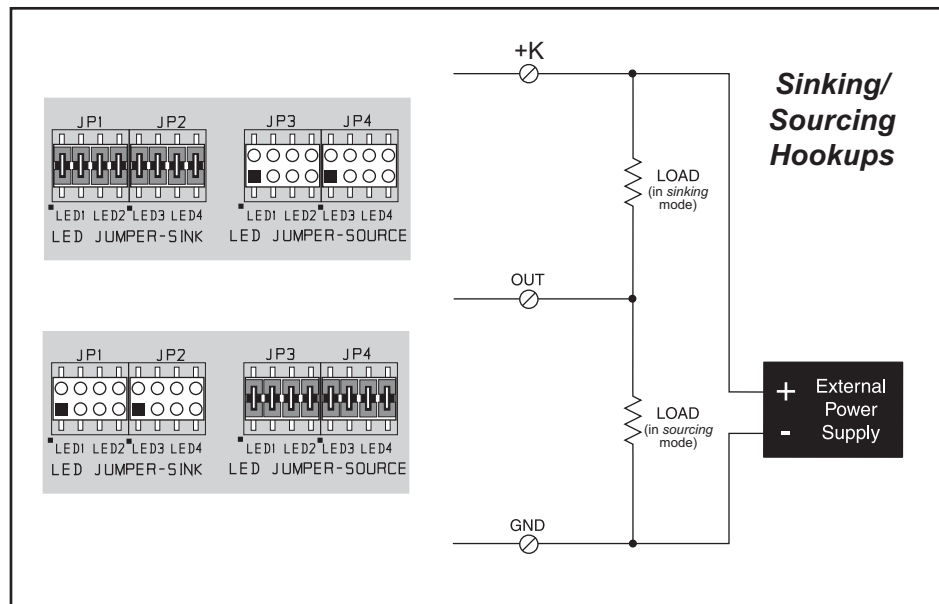 Sinking/
Sourcing
Hookups
JP1 JP2 JP3 JP4
LED1 LED2 LED3 LED4 LED1 LED2 LED3 LED4
LED JUMPER-SINK LED JUMPER-SOURCE
JP1 JP2 JP3 JP4
LED1 LED2 LED3 LED4 LED1 LED2 LED3 LED4
LED JUMPER-SINK LED JUMPER-SOURCE
+K
LOAD
(in sinking
mode)
OUT
LOAD
(in sourcing
mode)
GND
+ External
Power
- Supply